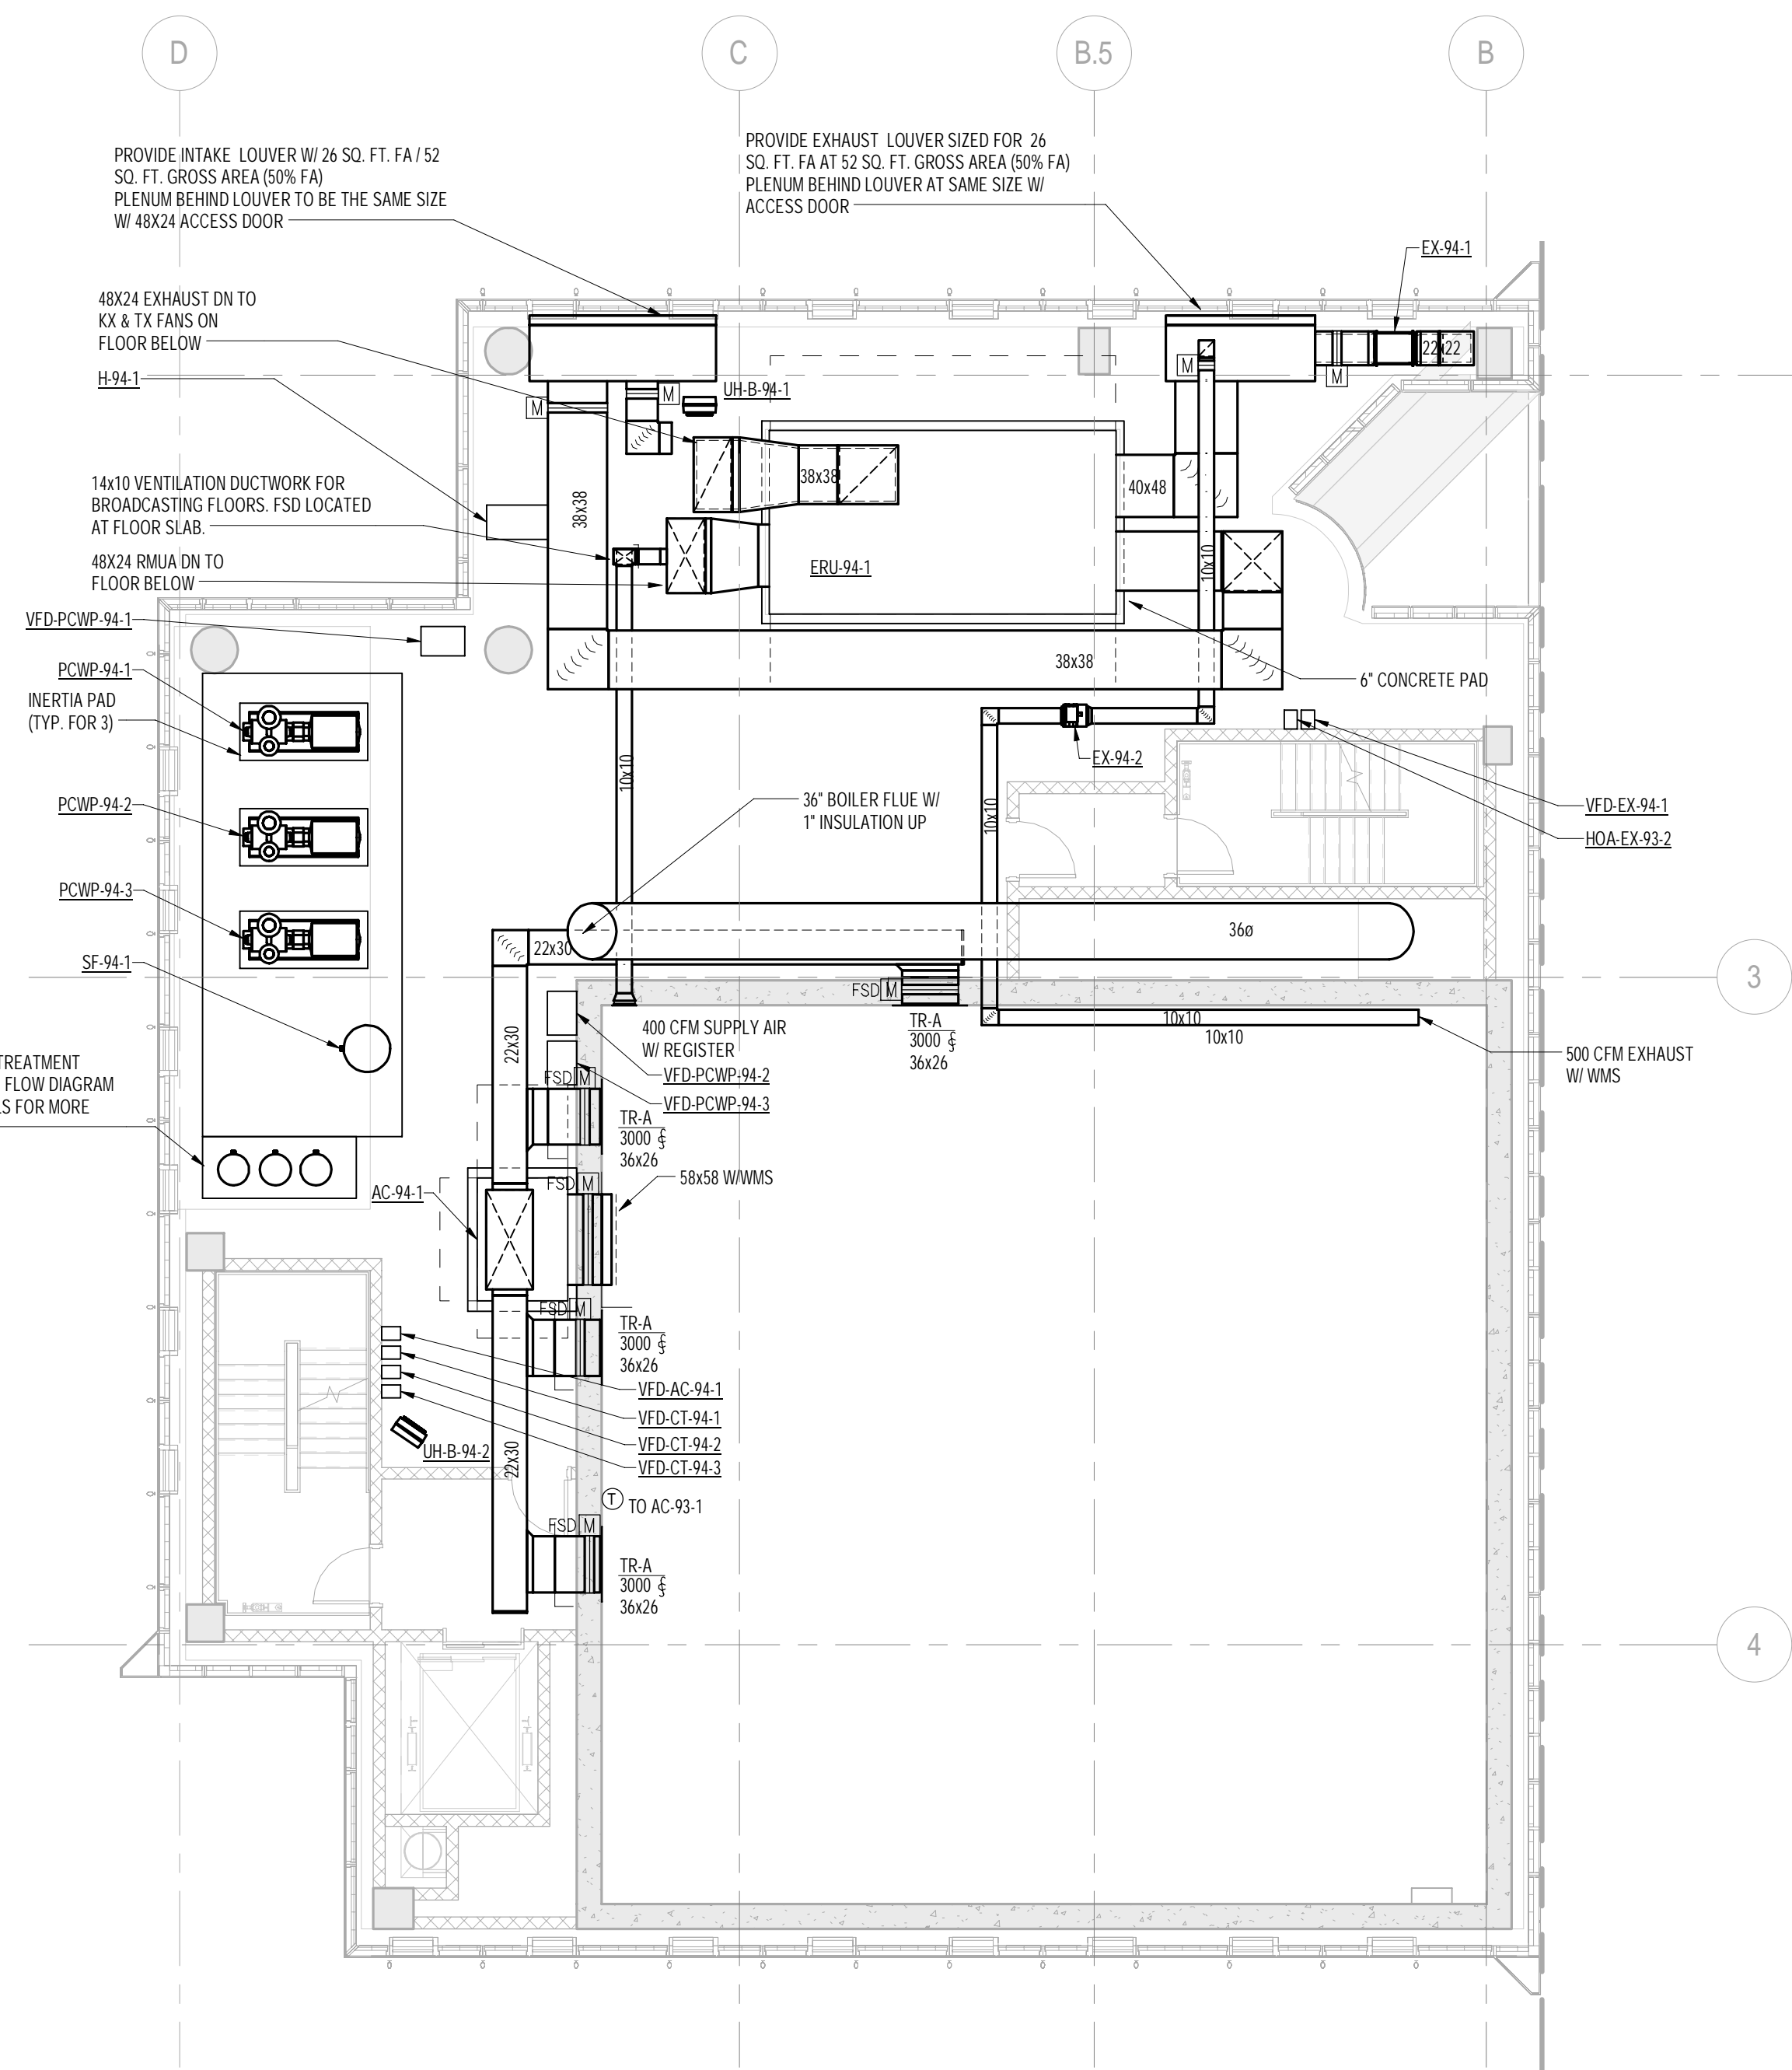 D
C
B.5
B
PROVIDE INTAKE LOUVER W/ 26 SQ. FT. FA / 52
SQ. FT. GROSS AREA (50% FA)
PLENUM BEHIND LOUVER TO BE THE SAME SIZE
W/ 48X24 ACCESS DOOR
PROVIDE EXHAUST LOUVER SIZED FOR 26
SQ. FT. FA AT 52 SQ. FT. GROSS AREA (50% FA)
PLENUM BEHIND LOUVER AT SAME SIZE W/
ACCESS DOOR
EX-94-1
48X24 EXHAUST DN TO
KX & TX FANS ON
FLOOR BELOW
H-94-1
22x22
M
M
M
M
UH-B-94-1
14x10 VENTILATION DUCTWORK FOR
BROADCASTING FLOORS. FSD LOCATED
AT FLOOR SLAB.
38x38
38x38
40x48
48X24 RMUA DN TO
FLOOR BELOW
ERU-94-1
10x10
VFD-PCWP-94-1
PCWP-94-1
INERTIA PAD
(TYP. FOR 3)
38x38
6" CONCRETE PAD
EX-94-2
10x10
10x10
36" BOILER FLUE W/
1" INSULATION UP
PCWP-94-2
VFD-EX-94-1
HOA-EX-93-2
PCWP-94-3
36ø
22x30
SF-94-1
3
FSD M
TR-A
3000
36x26
10x10
10x10
22x30
400 CFM SUPPLY AIR
W/ REGISTER
500 CFM EXHAUST
W/ WMS
TREATMENT
FLOW DIAGRAM
LS FOR MORE
VFD-PCWP-94-2
FSD M
VFD-PCWP-94-3
TR-A
3000
36x26
58x58 W/WMS
FSD M
AC-94-1
FSD M
TR-A
3000
36x26
VFD-AC-94-1
VFD-CT-94-1
VFD-CT-94-2
VFD-CT-94-3
UH-B-94-2
22x30
T
TO AC-93-1
FSD M
TR-A
3000
36x26
4